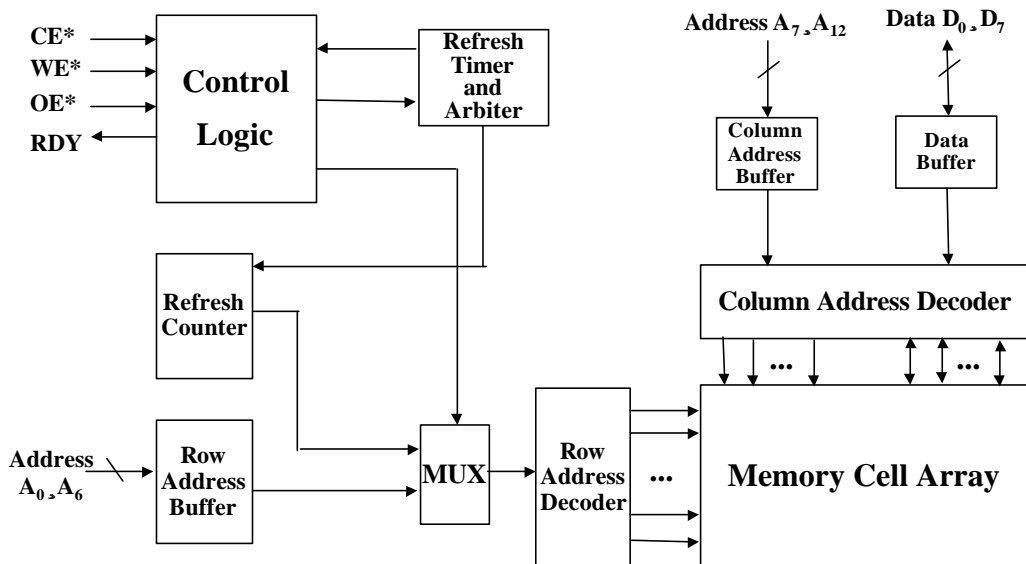 CE*
WE*
OE*
RDY
Control
Logic
Refresh
Timer
and
Arbiter
Address A₇ ﹐A₁₂
Data D₀﹐D₇
Column
Address
Buffer
Data
Buffer
Refresh
Counter
Column Address Decoder
...
...
Address
A₀﹐A₆
Row
Address
Buffer
MUX
Row
Address
Decoder
...
Memory Cell Array